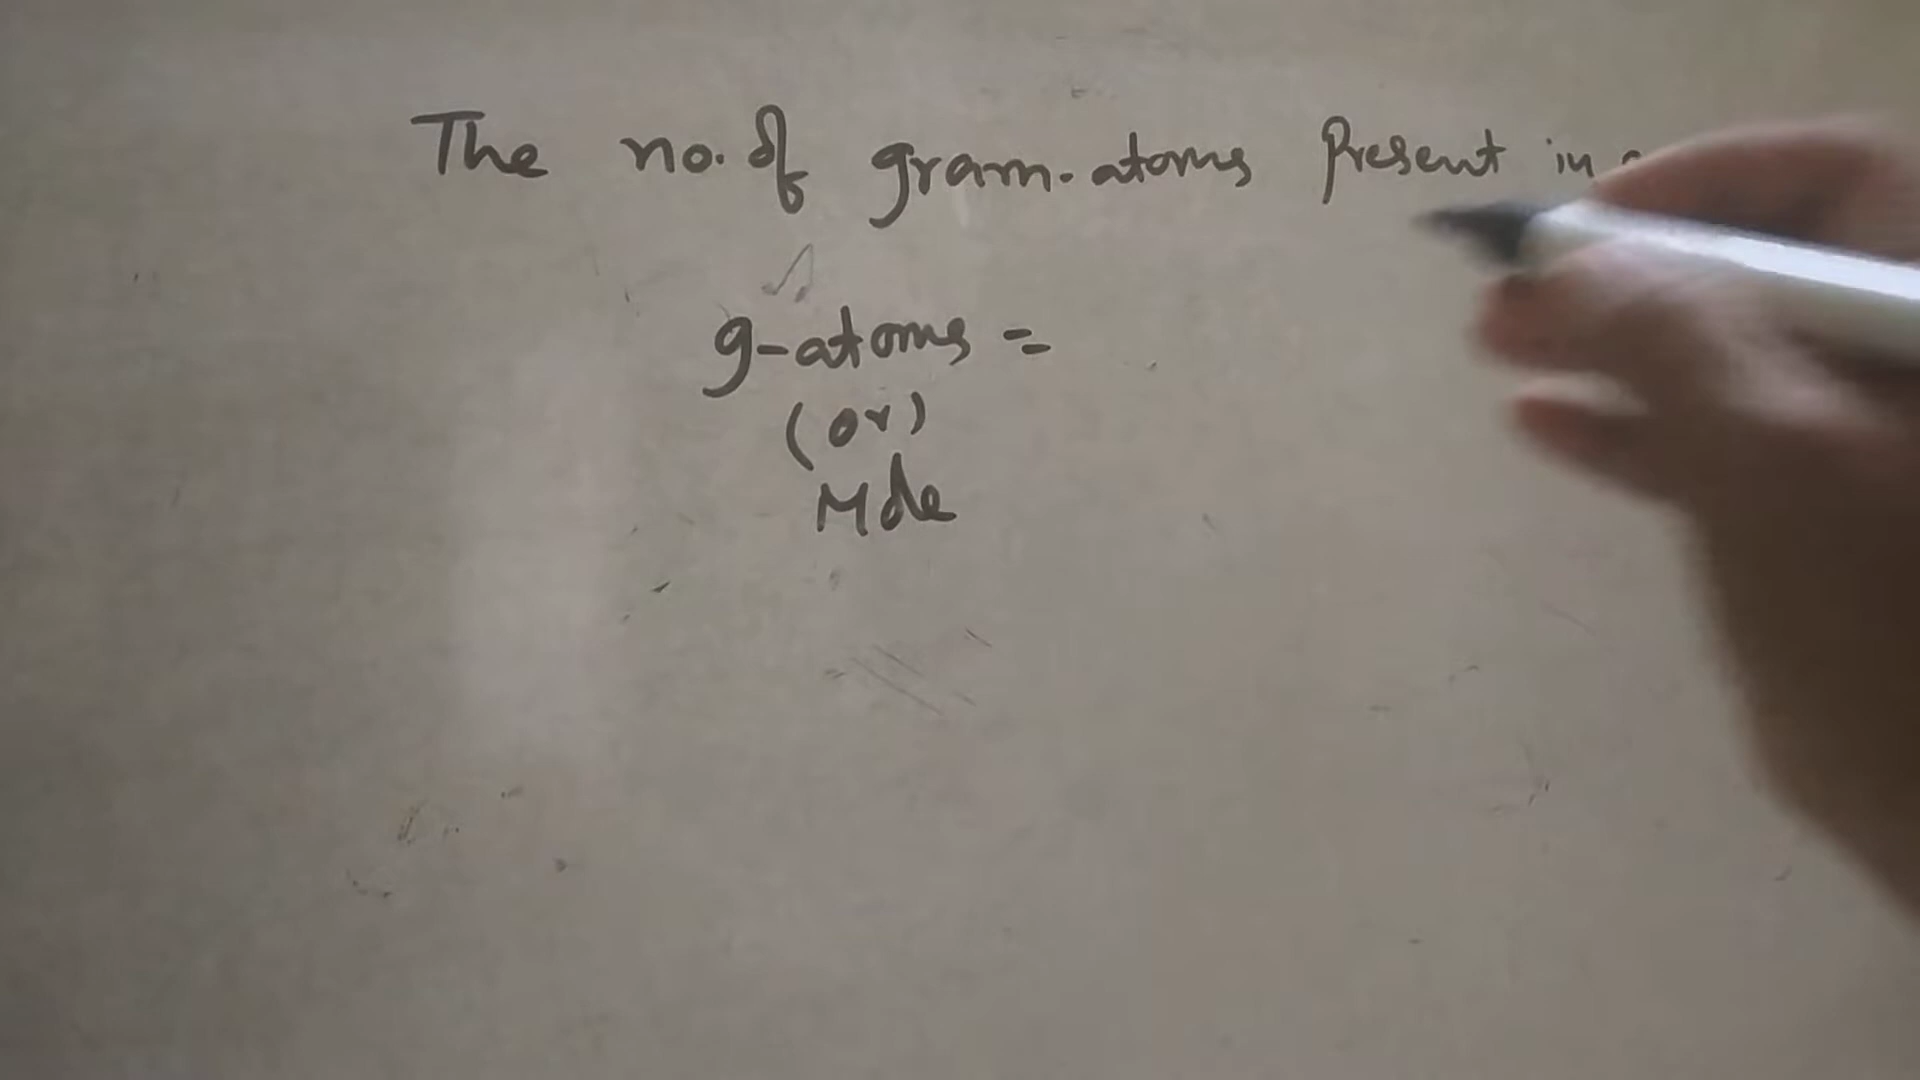 The no. of gram-atoms Present in
g-atoms =
(or)
Mole